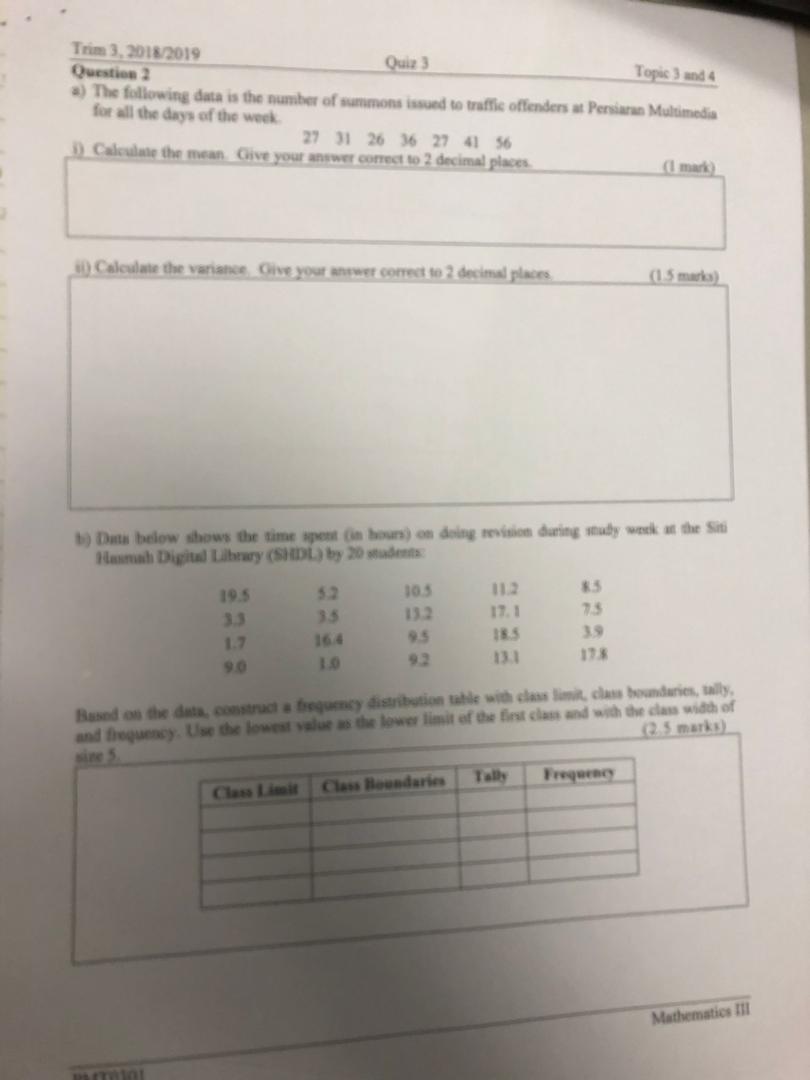 Trim 3, 2018/2019 Quiz 3 Topic 3 and 4
Question 2
a) The following data is the number of summons issued to traffic offenders at Persiaran Multimedia
for all the days of the week.
27 31 26 36 27 41 56
i) Calculate the mean. Give your answer correct to 2 decimal places. (1 mark)
ii) Calculate the variance. Give your answer correct to 2 decimal places. (1.5 marks)
b) Data below shows the time spent (in hours) on doing revision during study week at the Siti
Hasmah Digital Library (SHDL) by 20 students:
19.5 5.2 10.5 11.2 8.5
3.3 3.5 13.2 17.1 7.5
1.7 16.4 9.5 18.5 3.9
9.0 1.0 9.2 13.1 17.8
Based on the data, construct a frequency distribution table with class limit, class boundaries, tally,
and frequency. Use the lowest value as the lower limit of the first class and with the class width of
size 5. (2.5 marks)
Class Limit Class Boundaries Tally Frequency
Mathematics III